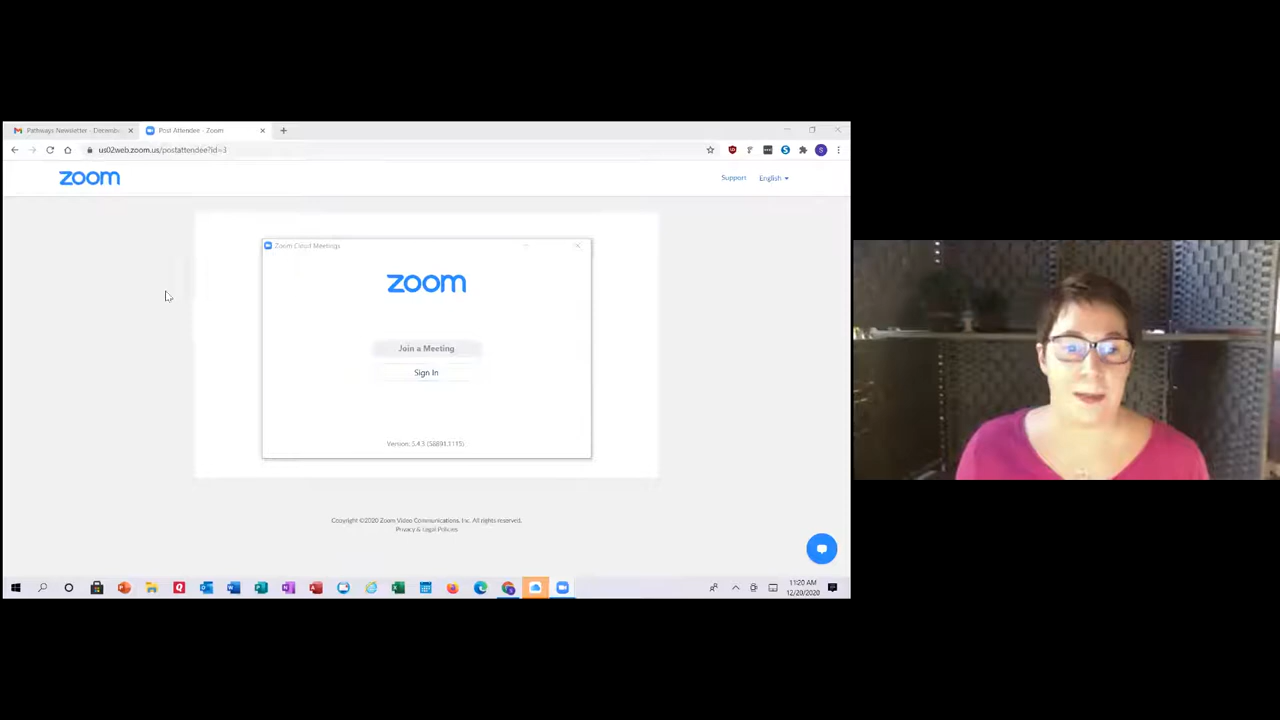 Pathways Newsletter - Decembe
Post Attendee - Zoom
us02web.zoom.us/postattendee?id=3
S
zoom
Support
English
Zoom Cloud Meetings
zoom
Join a Meeting
Sign In
Version: 5.4.3 (58891.1115)
Copyright ©2020 Zoom Video Communications, Inc. All rights reserved.
Privacy & Legal Policies
11:20 AM
12/20/2020